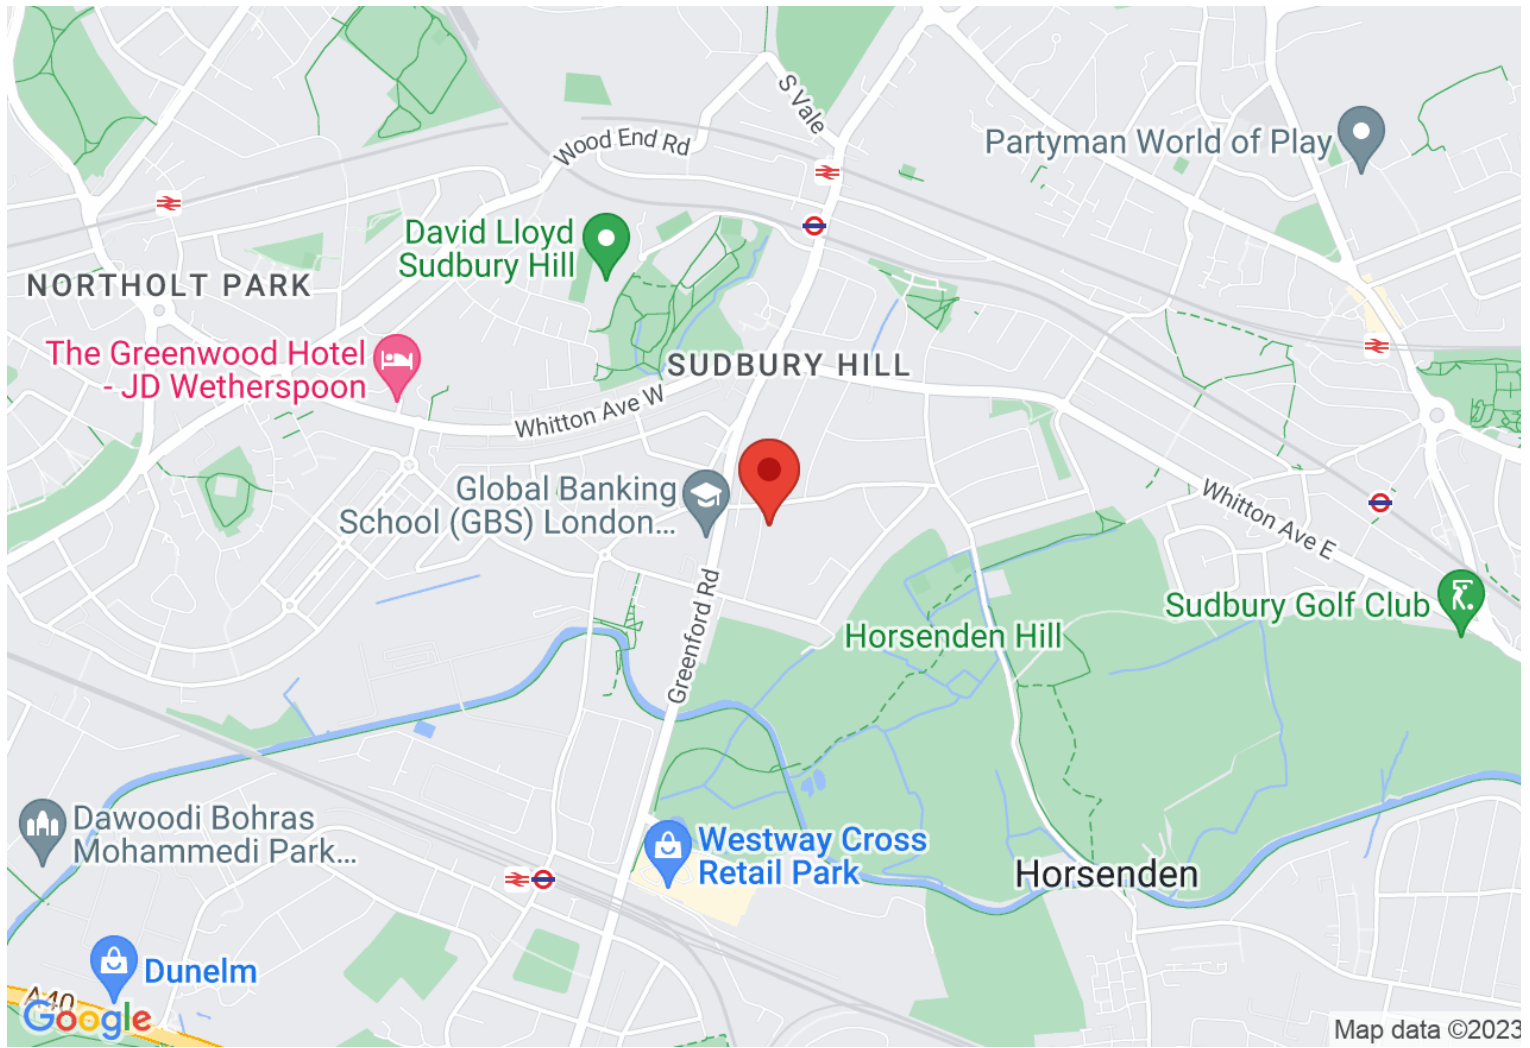 S Vale
Wood End Rd
Partyman World of Play
David Lloyd
Sudbury Hill
NORTHOLT PARK
The Greenwood Hotel
- JD Wetherspoon
SUDBURY HILL
Whitton Ave W
Global Banking
School (GBS) London...
Whitton Ave E
Greenford Rd
Sudbury Golf Club
Horsenden Hill
Dawoodi Bohras
Mohammedi Park...
Westway Cross
Retail Park
Horsenden
Dunelm
A40
Google
Map data ©2023